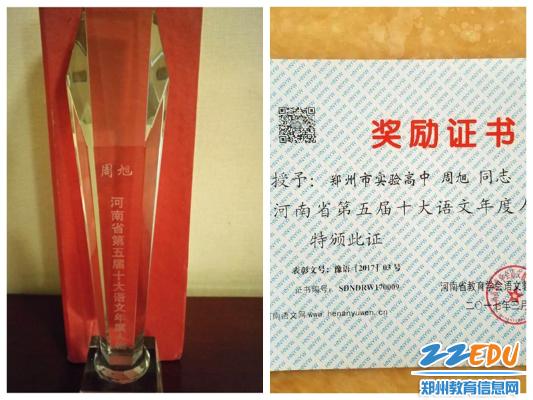 周旭
河南省第五届十大语文年度
奖励证书
授予：郑州市实验高中 周旭 同志
河南省第五届十大语文年度人
特颁此证
表彰文号：豫语［2017］03号
证书编号：SDNDRW170009
河南省教育学会语文
二〇一七年二月
河南语文网www.henanyuwen.cn
ZZEDU
郑州教育信息网